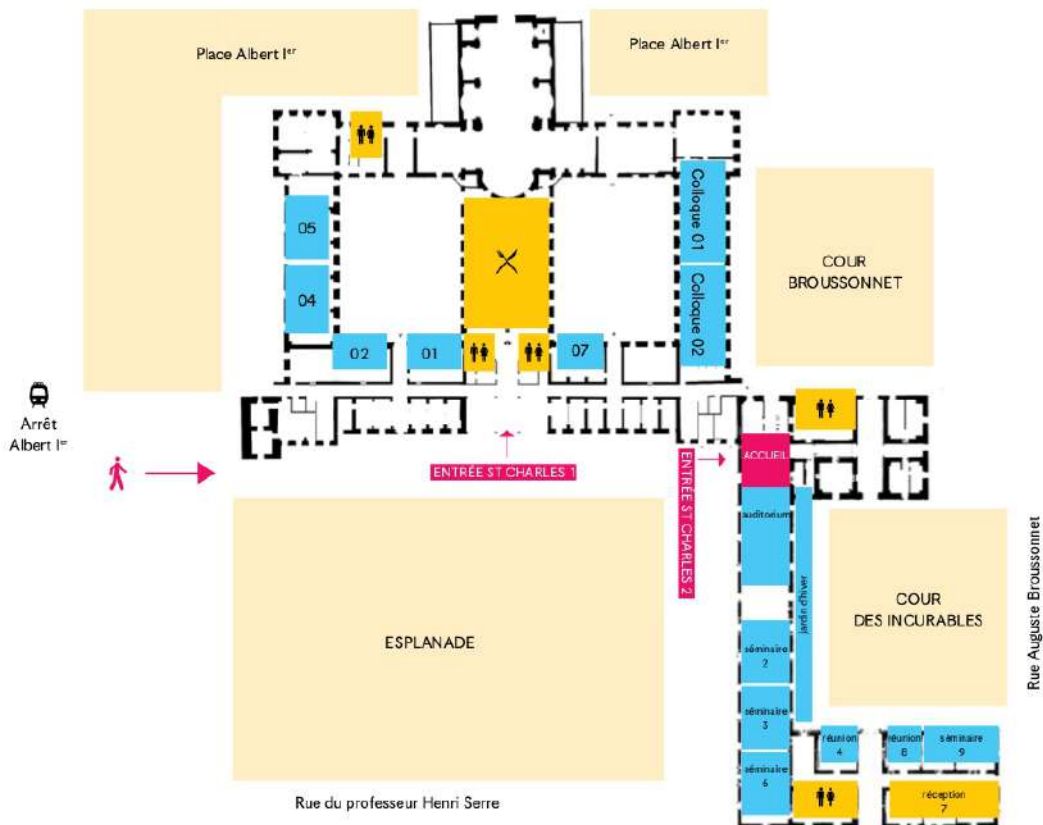 Place Albert Iᵉʳ
Place Albert Iᵉʳ
Colloque 01
05
COUR
BROUSSONNET
04
Colloque 02
02
01
07
Arrêt
Albert Iᵉʳ
ENTRÉE ST CHARLES 1
ENTRÉE ST CHARLES 2
ACCUEIL
auditorium
jardin d'hiver
COUR
DES INCURABLES
Rue Auguste Broussonnet
ESPLANADE
séminaire
2
séminaire
3
réunion
4
réunion
8
séminaire
9
séminaire
6
réception
7
Rue du professeur Henri Serre